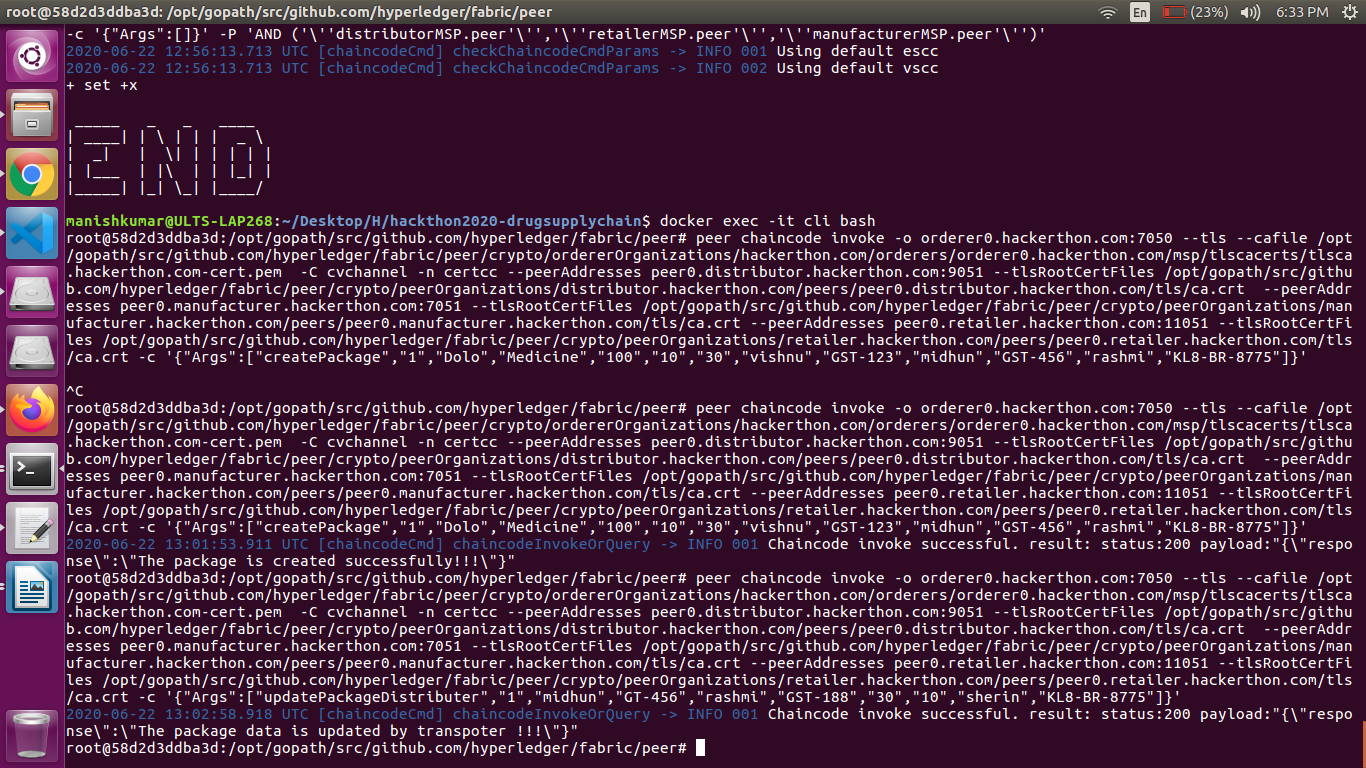 root@58d2d3ddba3d: /opt/gopath/src/github.com/hyperledger/fabric/peer
En
(23%)
6:33 PM
-c '{"Args":[]}' -P 'AND ('\''distributorMSP.peer'\'','\''retailerMSP.peer'\'','\''manufacturerMSP.peer'\'')'
2020-06-22 12:56:13.713 UTC [chaincodeCmd] checkChaincodeCmdParams -> INFO 001 Using default escc
2020-06-22 12:56:13.713 UTC [chaincodeCmd] checkChaincodeCmdParams -> INFO 002 Using default vscc
+ set +x
END
manishkumar@ULTS-LAP268:~/Desktop/H/hackthon2020-drugsupplychain$ docker exec -it cli bash
root@58d2d3ddba3d:/opt/gopath/src/github.com/hyperledger/fabric/peer# peer chaincode invoke -o orderer0.hackerthon.com:7050 --tls --cafile /opt
/gopath/src/github.com/hyperledger/fabric/peer/crypto/ordererOrganizations/hackerthon.com/orderers/orderer0.hackerthon.com/msp/tlscacerts/tlsca
.hackerthon.com-cert.pem  -C cvchannel -n certcc --peerAddresses peer0.distributor.hackerthon.com:9051 --tlsRootCertFiles /opt/gopath/src/githu
b.com/hyperledger/fabric/peer/crypto/peerOrganizations/distributor.hackerthon.com/peers/peer0.distributor.hackerthon.com/tls/ca.crt  --peerAddr
esses peer0.manufacturer.hackerthon.com:7051 --tlsRootCertFiles /opt/gopath/src/github.com/hyperledger/fabric/peer/crypto/peerOrganizations/man
ufacturer.hackerthon.com/peers/peer0.manufacturer.hackerthon.com/tls/ca.crt --peerAddresses peer0.retailer.hackerthon.com:11051 --tlsRootCertFi
les /opt/gopath/src/github.com/hyperledger/fabric/peer/crypto/peerOrganizations/retailer.hackerthon.com/peers/peer0.retailer.hackerthon.com/tls
/ca.crt -c '{"Args":["createPackage","1","Dolo","Medicine","100","10","30","vishnu","GST-123","midhun","GST-456","rashmi","KL8-BR-8775"]}'
^C
root@58d2d3ddba3d:/opt/gopath/src/github.com/hyperledger/fabric/peer# peer chaincode invoke -o orderer0.hackerthon.com:7050 --tls --cafile /opt
/gopath/src/github.com/hyperledger/fabric/peer/crypto/ordererOrganizations/hackerthon.com/orderers/orderer0.hackerthon.com/msp/tlscacerts/tlsca
.hackerthon.com-cert.pem  -C cvchannel -n certcc --peerAddresses peer0.distributor.hackerthon.com:9051 --tlsRootCertFiles /opt/gopath/src/githu
b.com/hyperledger/fabric/peer/crypto/peerOrganizations/distributor.hackerthon.com/peers/peer0.distributor.hackerthon.com/tls/ca.crt  --peerAddr
esses peer0.manufacturer.hackerthon.com:7051 --tlsRootCertFiles /opt/gopath/src/github.com/hyperledger/fabric/peer/crypto/peerOrganizations/man
ufacturer.hackerthon.com/peers/peer0.manufacturer.hackerthon.com/tls/ca.crt --peerAddresses peer0.retailer.hackerthon.com:11051 --tlsRootCertFi
les /opt/gopath/src/github.com/hyperledger/fabric/peer/crypto/peerOrganizations/retailer.hackerthon.com/peers/peer0.retailer.hackerthon.com/tls
/ca.crt -c '{"Args":["createPackage","1","Dolo","Medicine","100","10","30","vishnu","GST-123","midhun","GST-456","rashmi","KL8-BR-8775"]}'
2020-06-22 13:01:53.911 UTC [chaincodeCmd] chaincodeInvokeOrQuery -> INFO 001 Chaincode invoke successful. result: status:200 payload:"{\"respo
nse\":\"The package is created successfully!!!\"}"
root@58d2d3ddba3d:/opt/gopath/src/github.com/hyperledger/fabric/peer# peer chaincode invoke -o orderer0.hackerthon.com:7050 --tls --cafile /opt
/gopath/src/github.com/hyperledger/fabric/peer/crypto/ordererOrganizations/hackerthon.com/orderers/orderer0.hackerthon.com/msp/tlscacerts/tlsca
.hackerthon.com-cert.pem  -C cvchannel -n certcc --peerAddresses peer0.distributor.hackerthon.com:9051 --tlsRootCertFiles /opt/gopath/src/githu
b.com/hyperledger/fabric/peer/crypto/peerOrganizations/distributor.hackerthon.com/peers/peer0.distributor.hackerthon.com/tls/ca.crt  --peerAddr
esses peer0.manufacturer.hackerthon.com:7051 --tlsRootCertFiles /opt/gopath/src/github.com/hyperledger/fabric/peer/crypto/peerOrganizations/man
ufacturer.hackerthon.com/peers/peer0.manufacturer.hackerthon.com/tls/ca.crt --peerAddresses peer0.retailer.hackerthon.com:11051 --tlsRootCertFi
les /opt/gopath/src/github.com/hyperledger/fabric/peer/crypto/peerOrganizations/retailer.hackerthon.com/peers/peer0.retailer.hackerthon.com/tls
/ca.crt -c '{"Args":["updatePackageDistributer","1","midhun","GT-456","rashmi","GST-188","30","10","sherin","KL8-BR-8775"]}'
2020-06-22 13:02:58.918 UTC [chaincodeCmd] chaincodeInvokeOrQuery -> INFO 001 Chaincode invoke successful. result: status:200 payload:"{\"respo
nse\":\"The package data is updated by transpoter !!!\"}"
root@58d2d3ddba3d:/opt/gopath/src/github.com/hyperledger/fabric/peer#